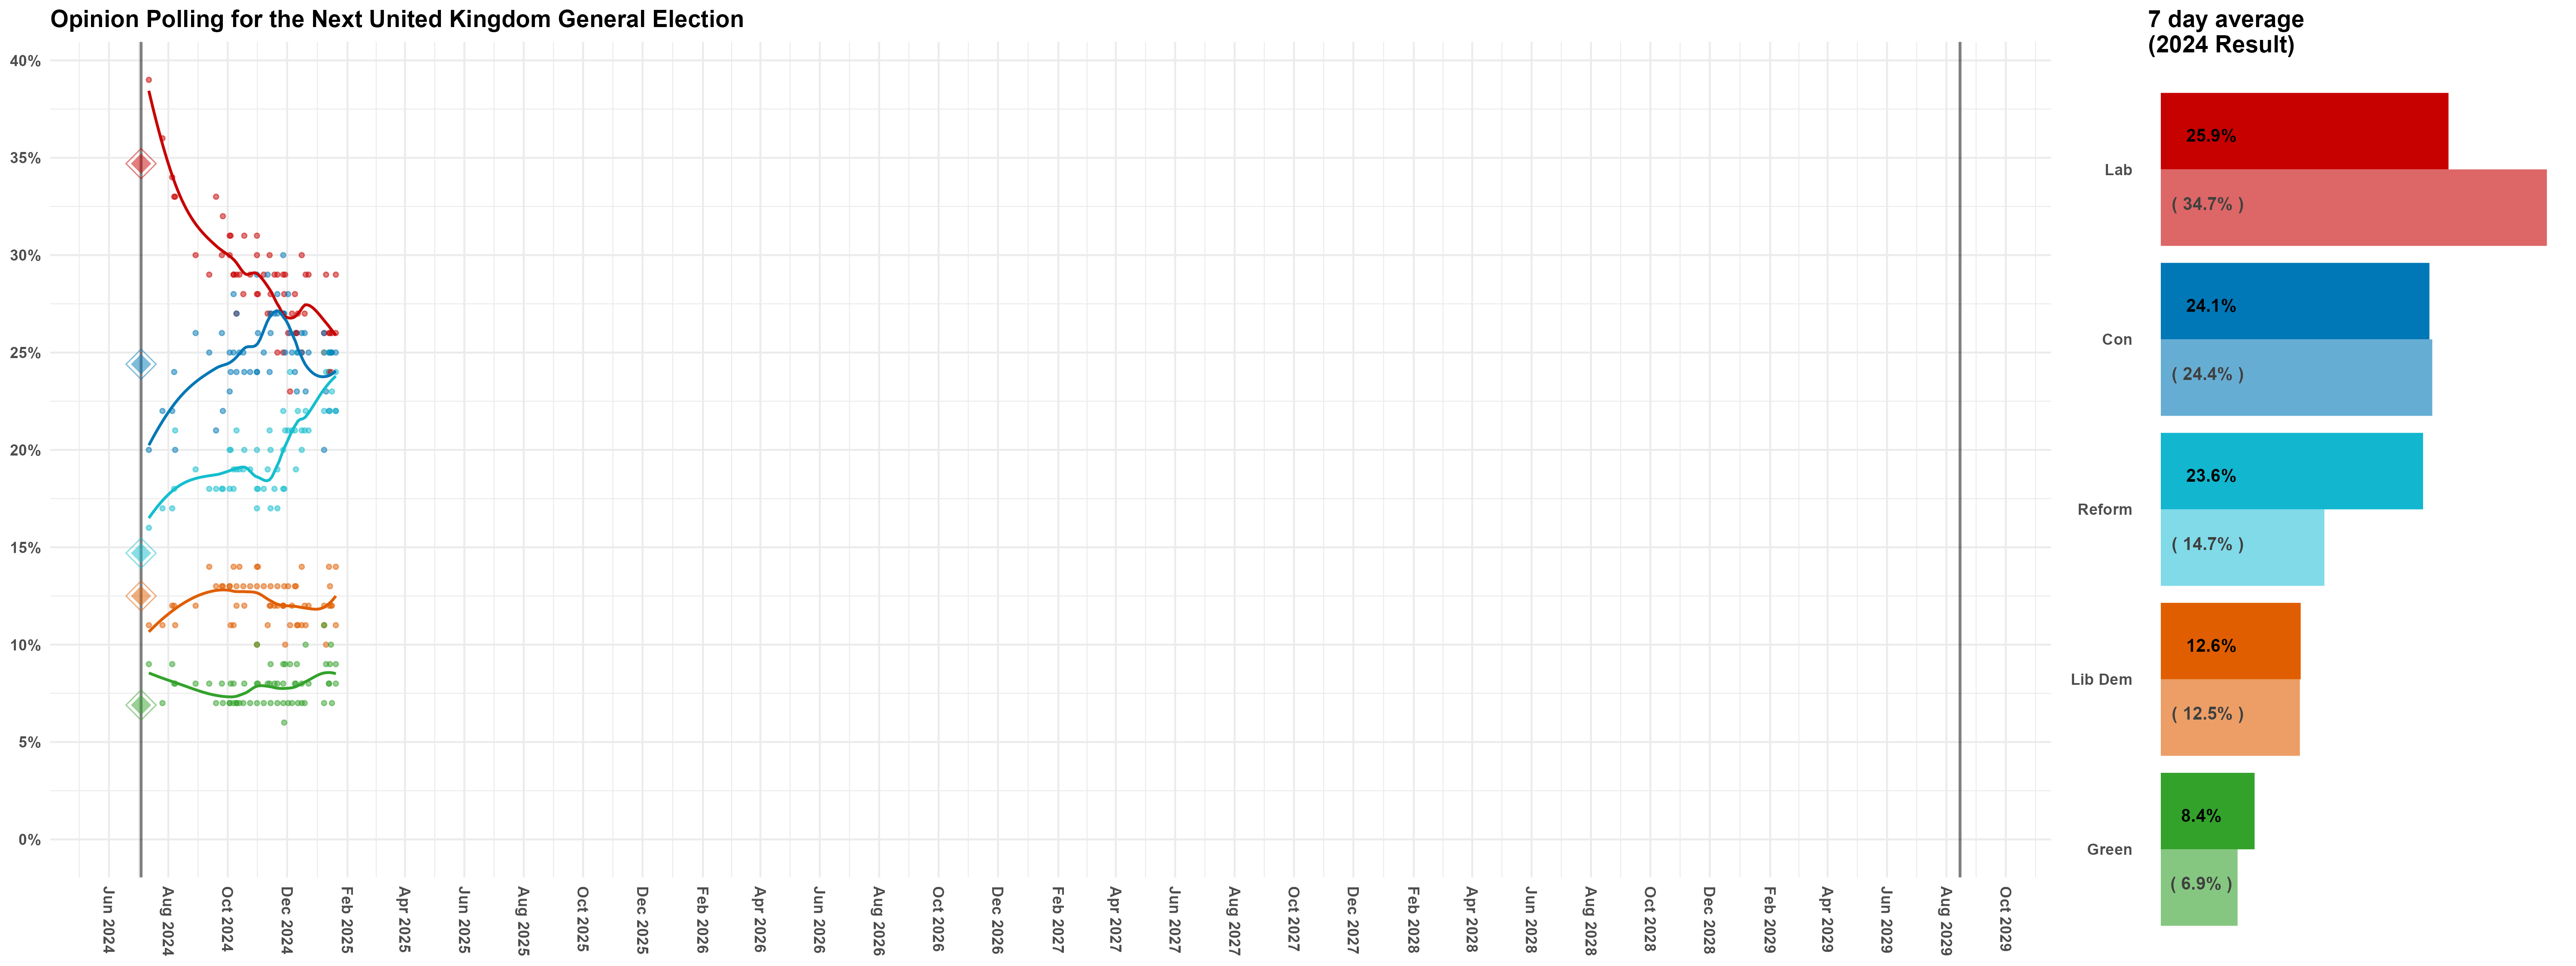 Opinion Polling for the Next United Kingdom General Election
40%
35%
30%
25%
20%
15%
10%
5%
0%
Jun 2024
Aug 2024
Oct 2024
Dec 2024
Feb 2025
Apr 2025
Jun 2025
Aug 2025
Oct 2025
Dec 2025
Feb 2026
Apr 2026
Jun 2026
Aug 2026
Oct 2026
Dec 2026
Feb 2027
Apr 2027
Jun 2027
Aug 2027
Oct 2027
Dec 2027
Feb 2028
Apr 2028
Jun 2028
Aug 2028
Oct 2028
Dec 2028
Feb 2029
Apr 2029
Jun 2029
Aug 2029
Oct 2029
7 day average
(2024 Result)
Lab
25.9%
( 34.7% )
Con
24.1%
( 24.4% )
Reform
23.6%
( 14.7% )
Lib Dem
12.6%
( 12.5% )
Green
8.4%
( 6.9% )